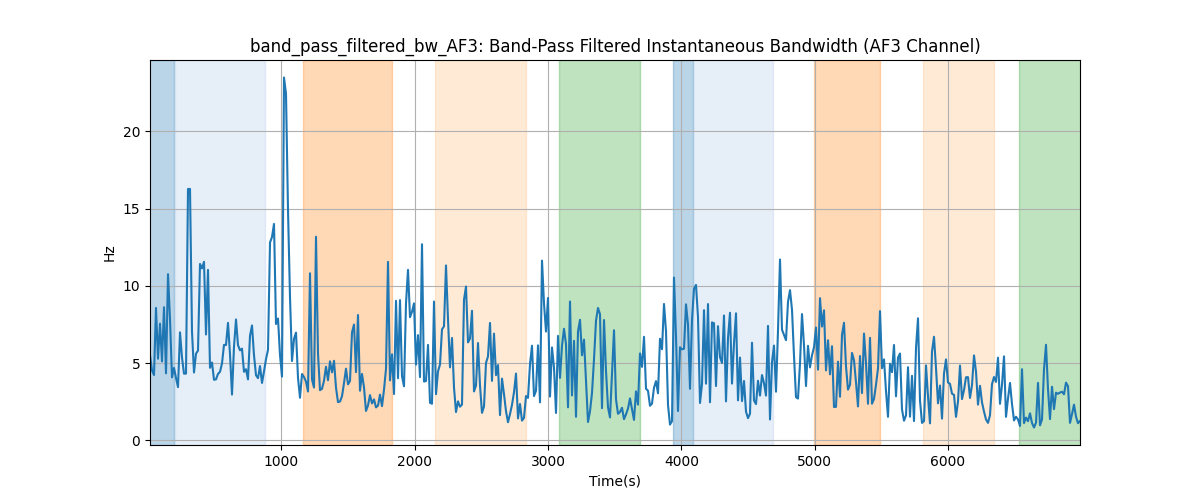 band_pass_filtered_bw_AF3: Band-Pass Filtered Instantaneous Bandwidth (AF3 Channel)
Hz
20
15
10
5
0
1000 2000 3000 4000 5000 6000
Time(s)